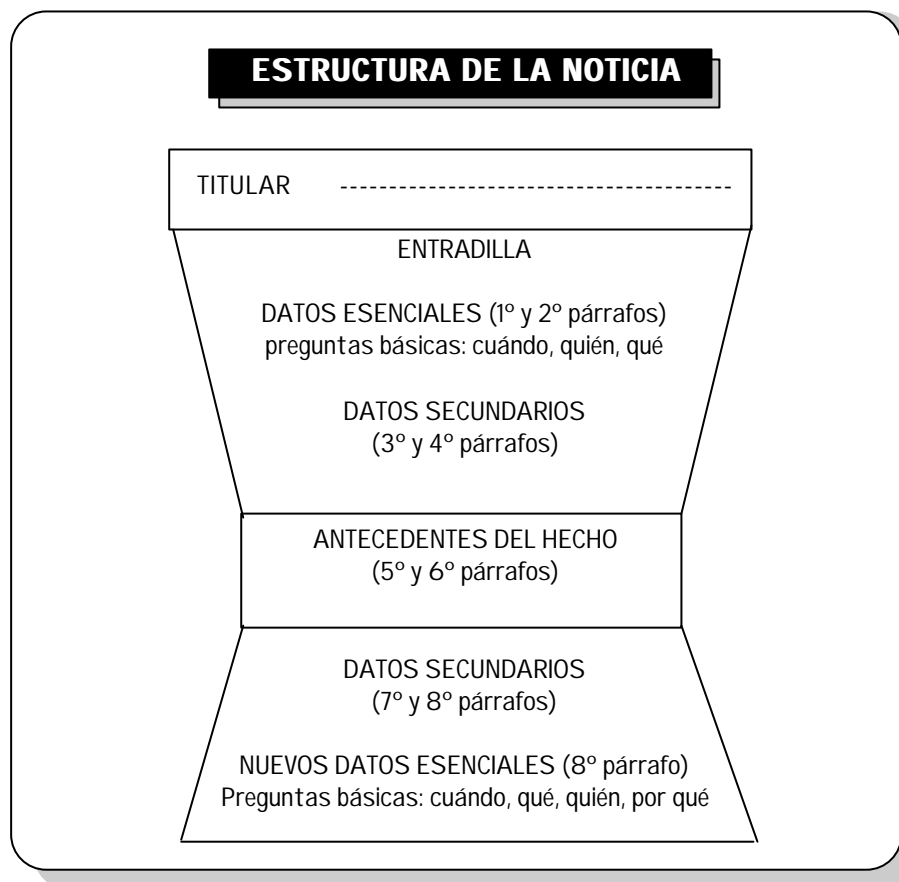 ESTRUCTURA DE LA NOTICIA
TITULAR ----------------------------------------
ENTRADILLA
DATOS ESENCIALES (1º y 2º párrafos)
preguntas básicas: cuándo, quién, qué
DATOS SECUNDARIOS
(3º y 4º párrafos)
ANTECEDENTES DEL HECHO
(5º y 6º párrafos)
DATOS SECUNDARIOS
(7º y 8º párrafos)
NUEVOS DATOS ESENCIALES (8º párrafo)
Preguntas básicas: cuándo, qué, quién, por qué